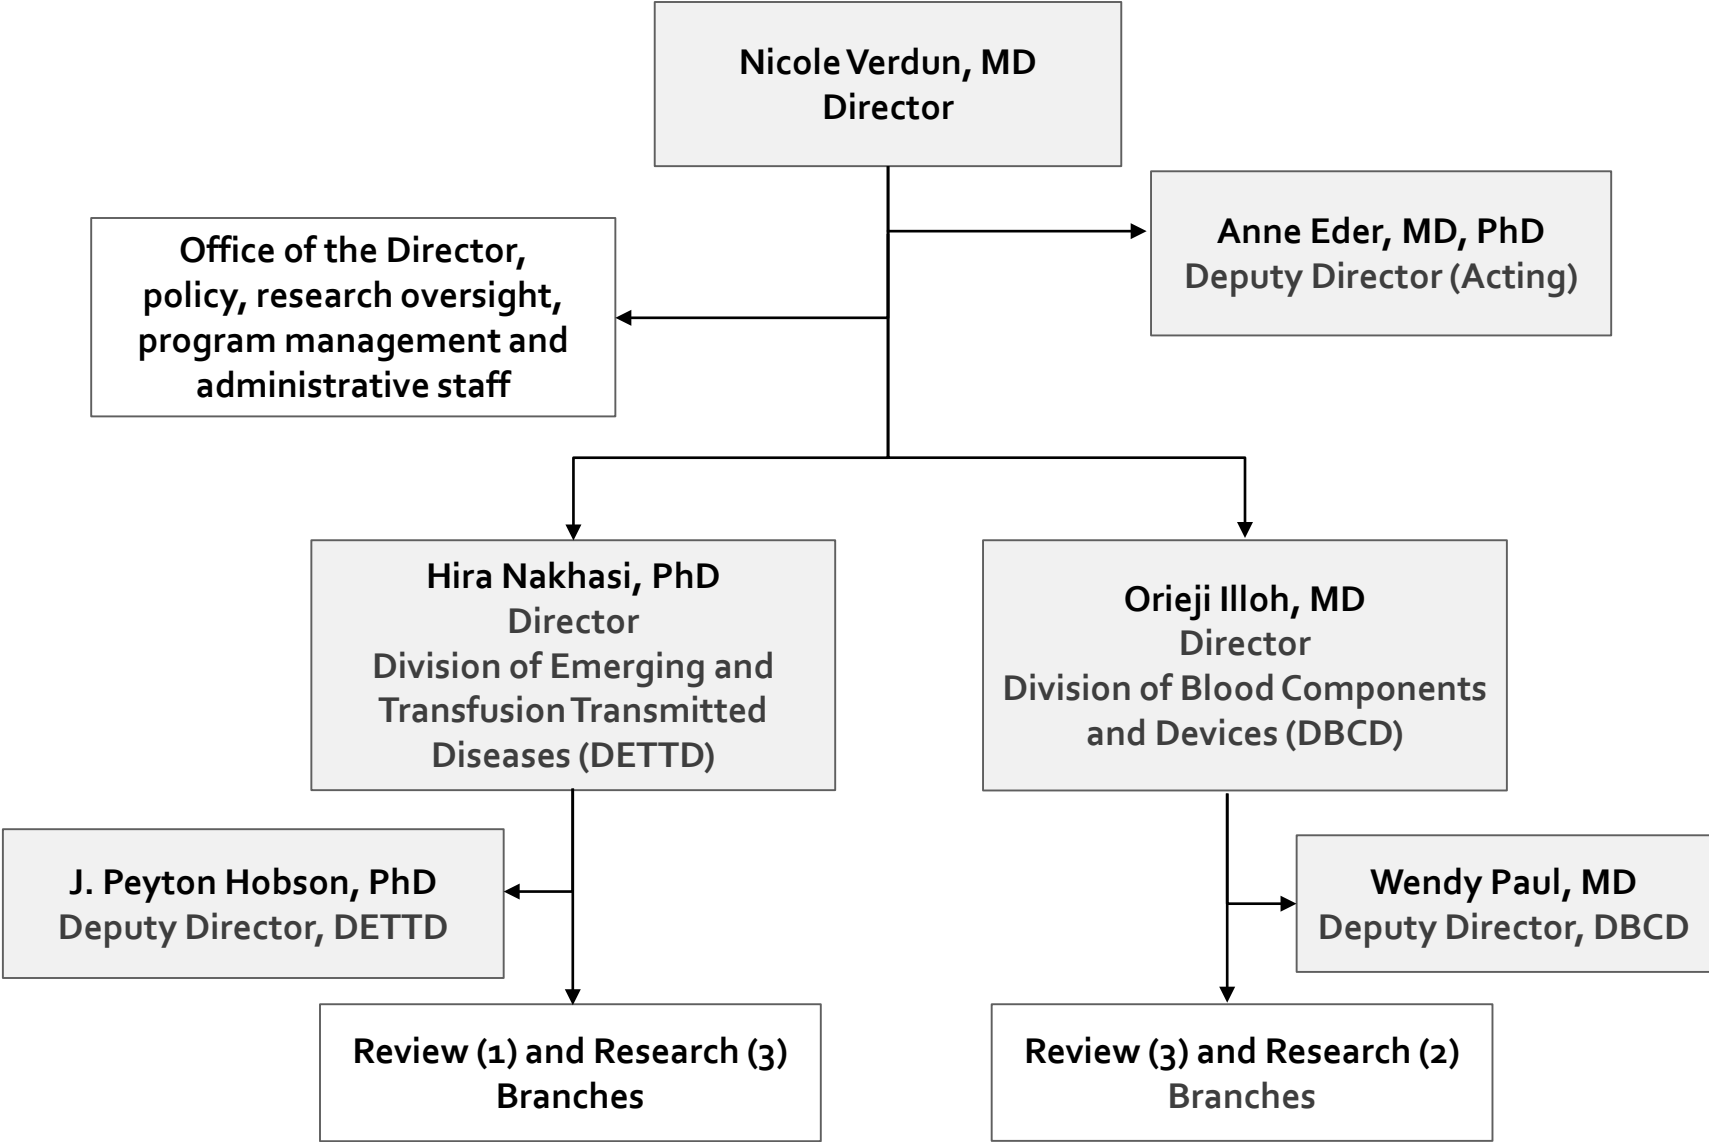 Nicole Verdun, MD
Director
Anne Eder, MD, PhD
Deputy Director (Acting)
Office of the Director,
policy, research oversight,
program management and
administrative staff
Hira Nakhasi, PhD
Director
Division of Emerging and
Transfusion Transmitted
Diseases (DETTD)
Orieji Illoh, MD
Director
Division of Blood Components
and Devices (DBCD)
J. Peyton Hobson, PhD
Deputy Director, DETTD
Wendy Paul, MD
Deputy Director, DBCD
Review (1) and Research (3)
Branches
Review (3) and Research (2)
Branches